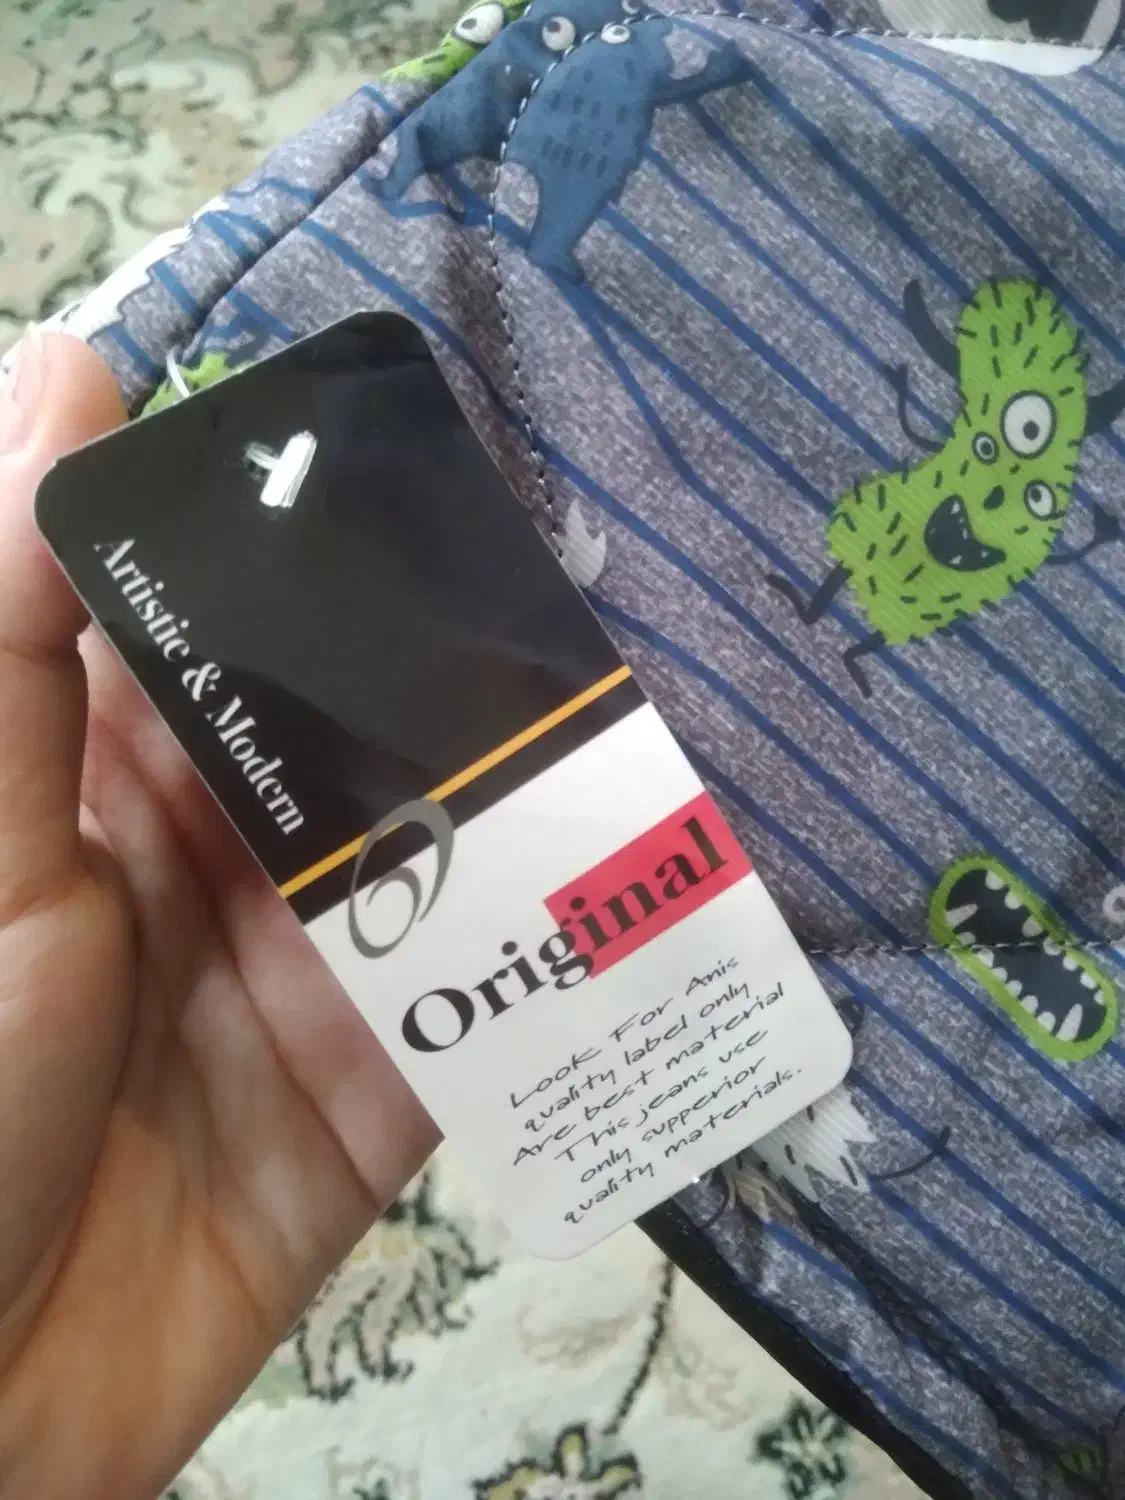 Artistic & Modern
Original
Look For Anis
quality label only
Are best material
This jeans use
only supperior
quality materials.